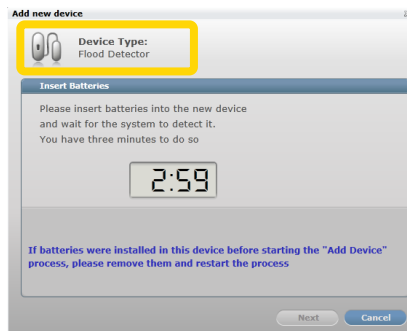 Add new device
Device Type:
Flood Detector
Insert Batteries
Please insert batteries into the new device
and wait for the system to detect it.
You have three minutes to do so
2:59
If batteries were installed in this device before starting the "Add Device"
process, please remove them and restart the process
Next
Cancel